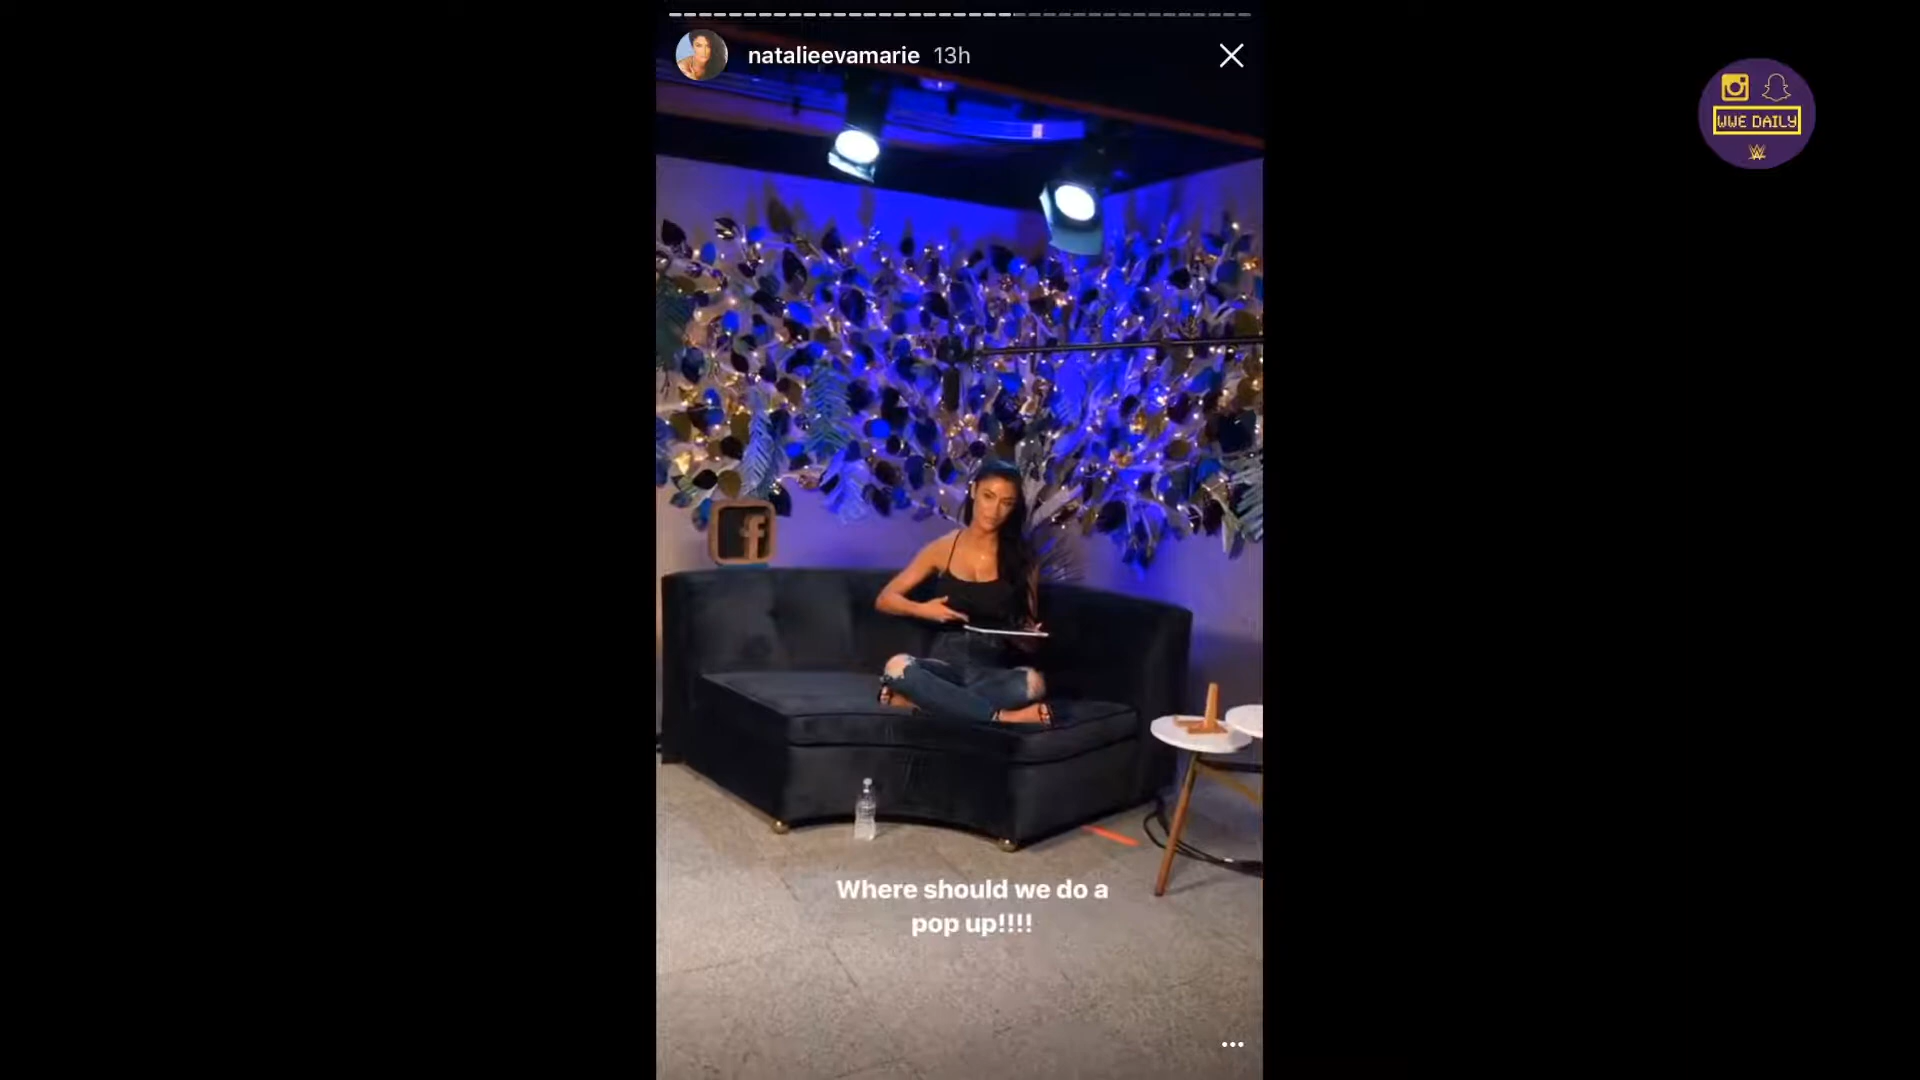 natalieevamarie 13h
WWE DAILY
f
Where should we do a
pop up!!!!